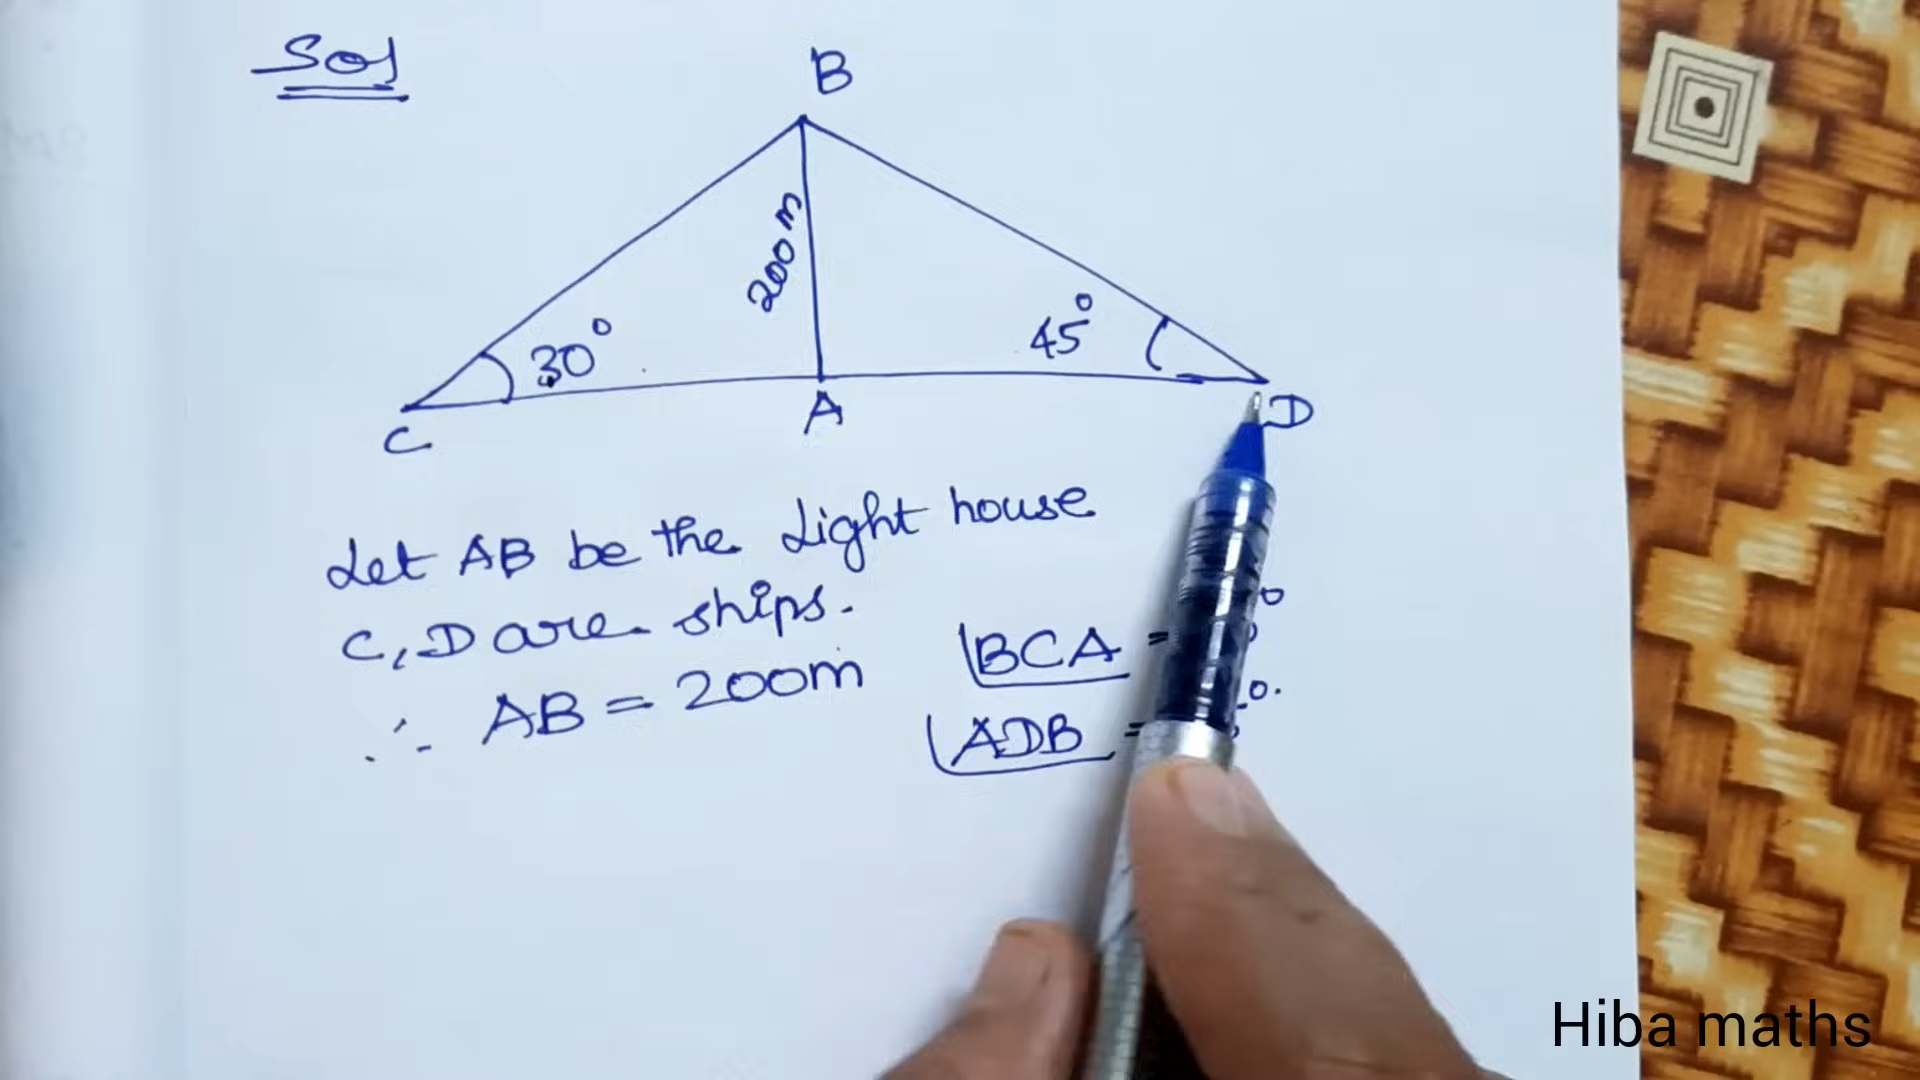 Sol
B
200m
30°
45°
C
A
D
Let AB be the Light house
C, D are ships.
∴ AB = 200m
BCA =
ADB =
Hiba maths